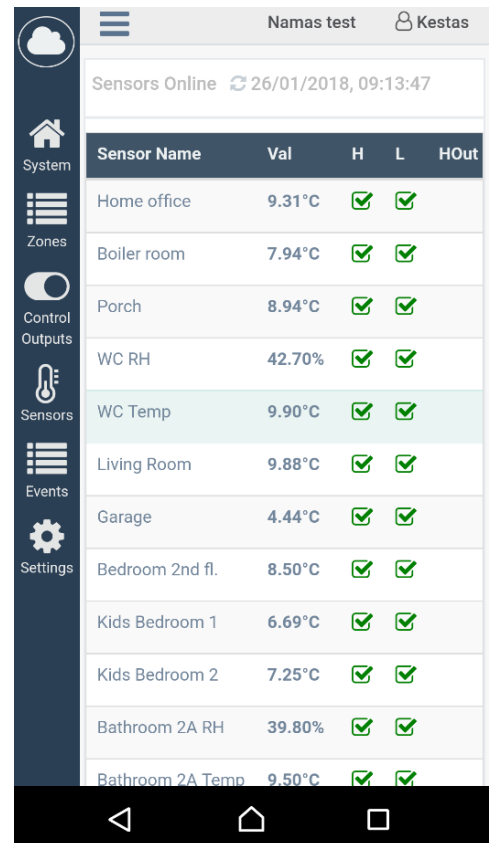 Namas test Kestas
Sensors Online 26/01/2018, 09:13:47
System
Zones
Control
Outputs
Sensors
Events
Settings
Sensor Name Val H L HOut
Home office 9.31°C
Boiler room 7.94°C
Porch 8.94°C
WC RH 42.70%
WC Temp 9.90°C
Living Room 9.88°C
Garage 4.44°C
Bedroom 2nd fl. 8.50°C
Kids Bedroom 1 6.69°C
Kids Bedroom 2 7.25°C
Bathroom 2A RH 39.80%
Bathroom 2A Temp 9.50°C